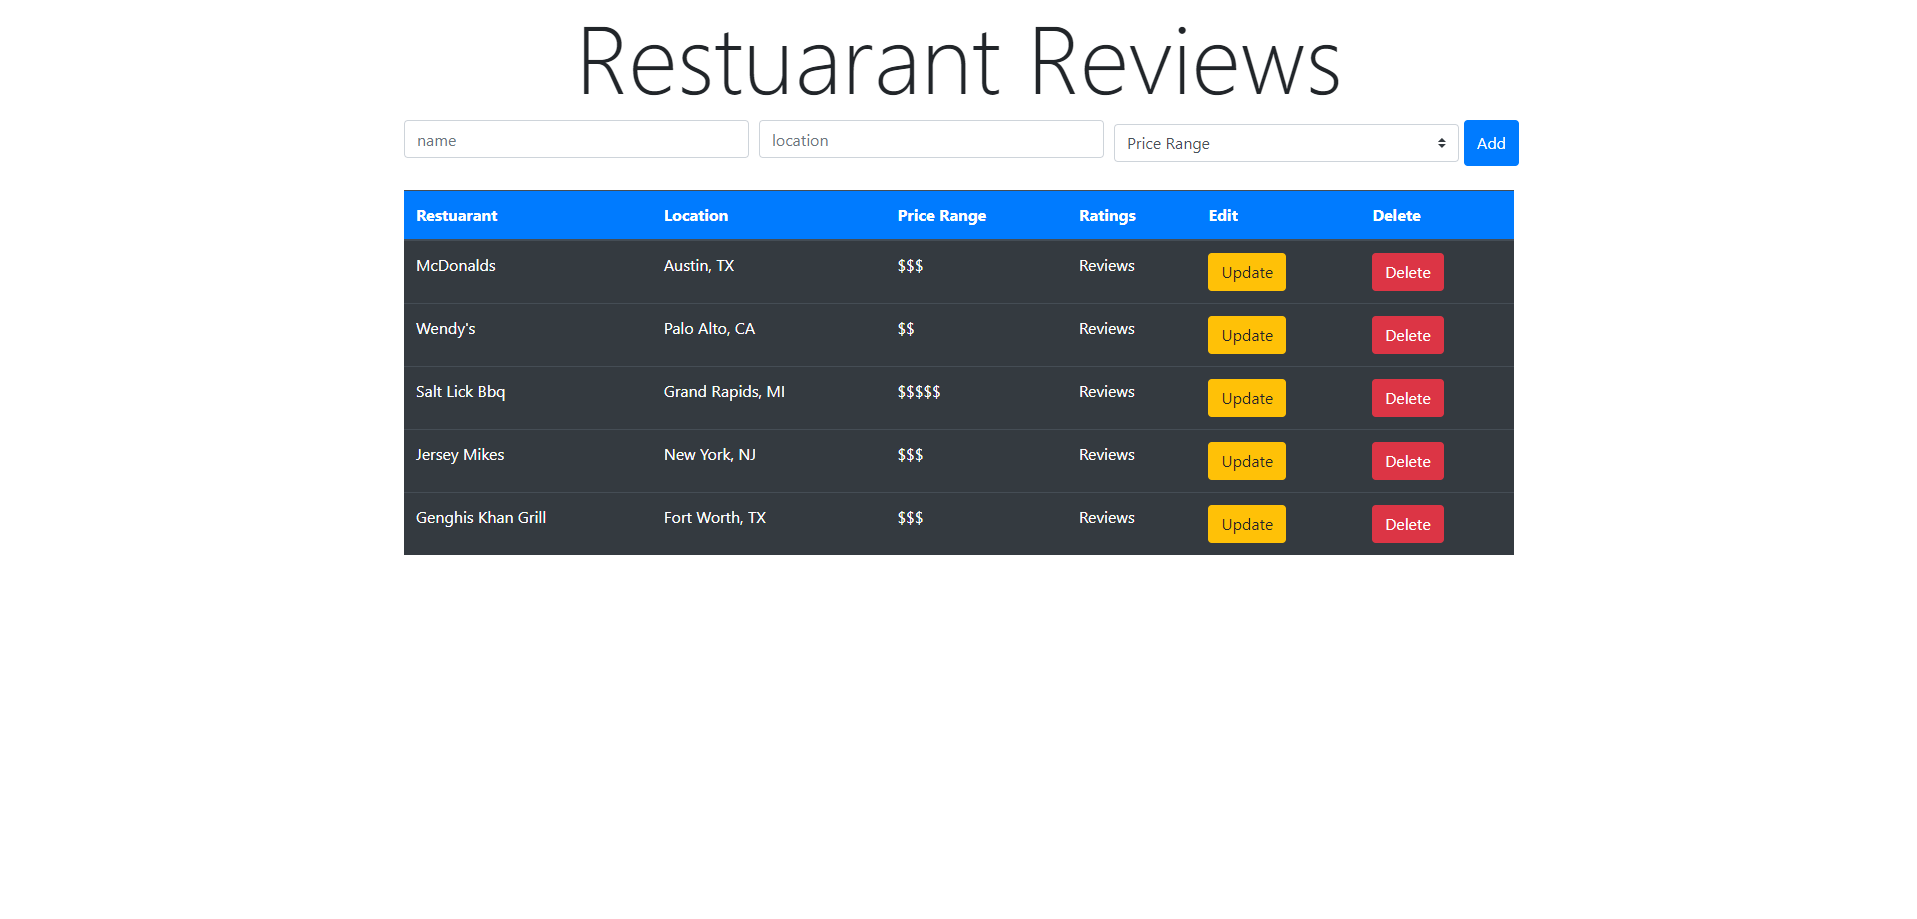 Restuarant Reviews
name location Price Range Add
Restuarant Location Price Range Ratings Edit Delete
McDonalds Austin, TX $$$ Reviews Update Delete
Wendy's Palo Alto, CA $$ Reviews Update Delete
Salt Lick Bbq Grand Rapids, MI $$$$$ Reviews Update Delete
Jersey Mikes New York, NJ $$$ Reviews Update Delete
Genghis Khan Grill Fort Worth, TX $$$ Reviews Update Delete